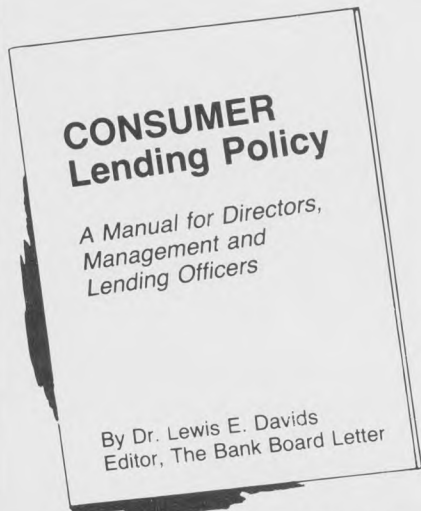 CONSUMER
Lending Policy
A Manual for Directors,
Management and
Lending Officers
By Dr. Lewis E. Davids
Editor, The Bank Board Letter